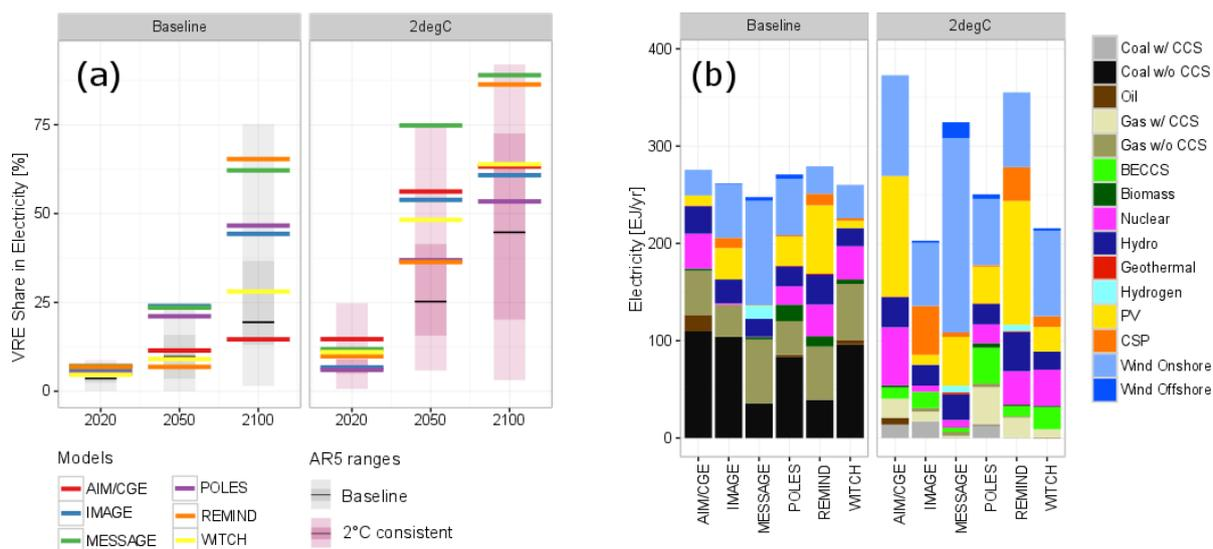 Baseline
2degC
(a)
VRE Share in Electricity [%]
75
50
25
0
2020
2050
2100
2020
2050
2100
Models
AIM/CGE
IMAGE
MESSAGE
POLES
REMIND
WITCH
AR5 ranges
Baseline
2°C consistent
Baseline
2degC
(b)
Electricity [EJ/yr]
400
300
200
100
0
AIM/CGE
IMAGE
MESSAGE
POLES
REMIND
WITCH
AIM/CGE
IMAGE
MESSAGE
POLES
REMIND
WITCH
Coal w/ CCS
Coal w/o CCS
Oil
Gas w/ CCS
Gas w/o CCS
BECCS
Biomass
Nuclear
Hydro
Geothermal
Hydrogen
PV
CSP
Wind Onshore
Wind Offshore